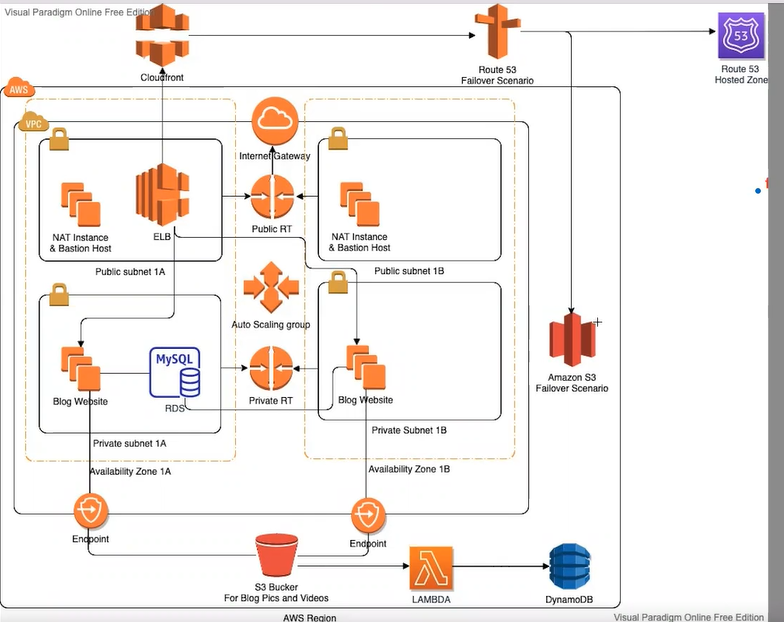 Visual Paradigm Online Free Edition
Cloudfront
Route 53
Failover Scenario
53
Route 53
Hosted Zone
AWS
VPC
Internet Gateway
NAT Instance
& Bastion Host
ELB
Public RT
NAT Instance
& Bastion Host
Public subnet 1A
Public subnet 1B
Auto Scaling group
MySQL
Blog Website
RDS
Private RT
Blog Website
Amazon S3
Failover Scenario
Private subnet 1A
Private Subnet 1B
Availability Zone 1A
Availability Zone 1B
Endpoint
Endpoint
S3 Bucker
For Blog Pics and Videos
LAMBDA
DynamoDB
AWS Region
Visual Paradigm Online Free Edition